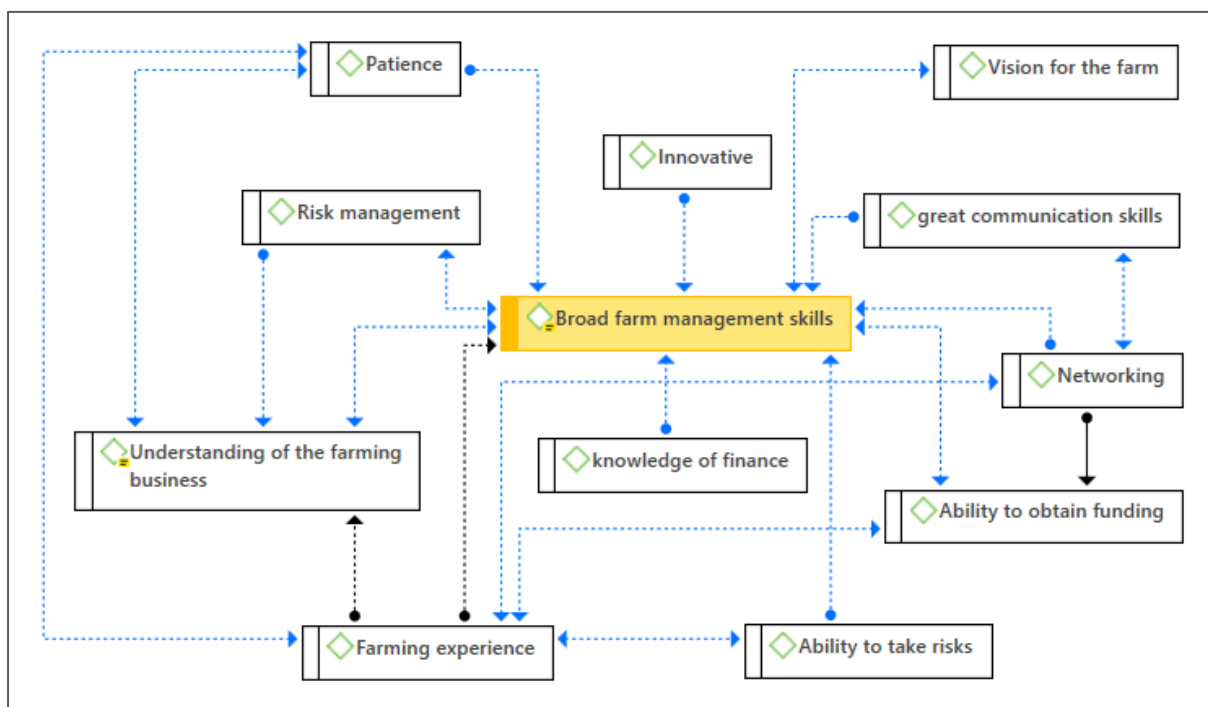 Patience
Vision for the farm
Innovative
Risk management
great communication skills
Broad farm management skills
Networking
Understanding of the farming
business
knowledge of finance
Ability to obtain funding
Farming experience
Ability to take risks